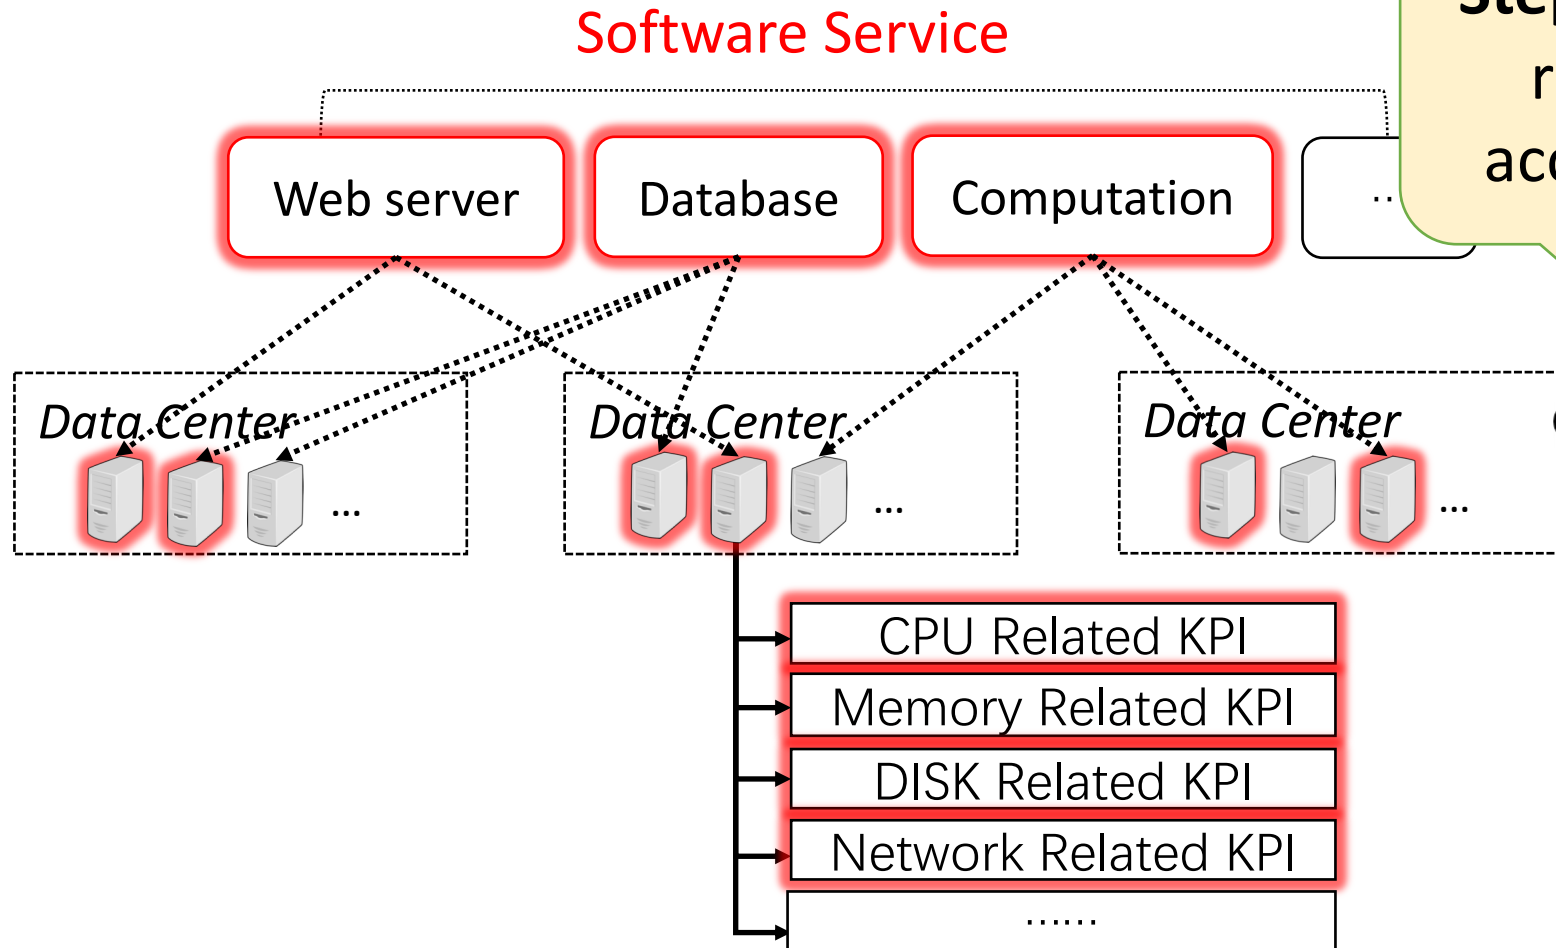 Software Service
Web server
Database
Computation
Data Center
Data Center
Data Center
...
...
...
CPU Related KPI
Memory Related KPI
DISK Related KPI
Network Related KPI
......